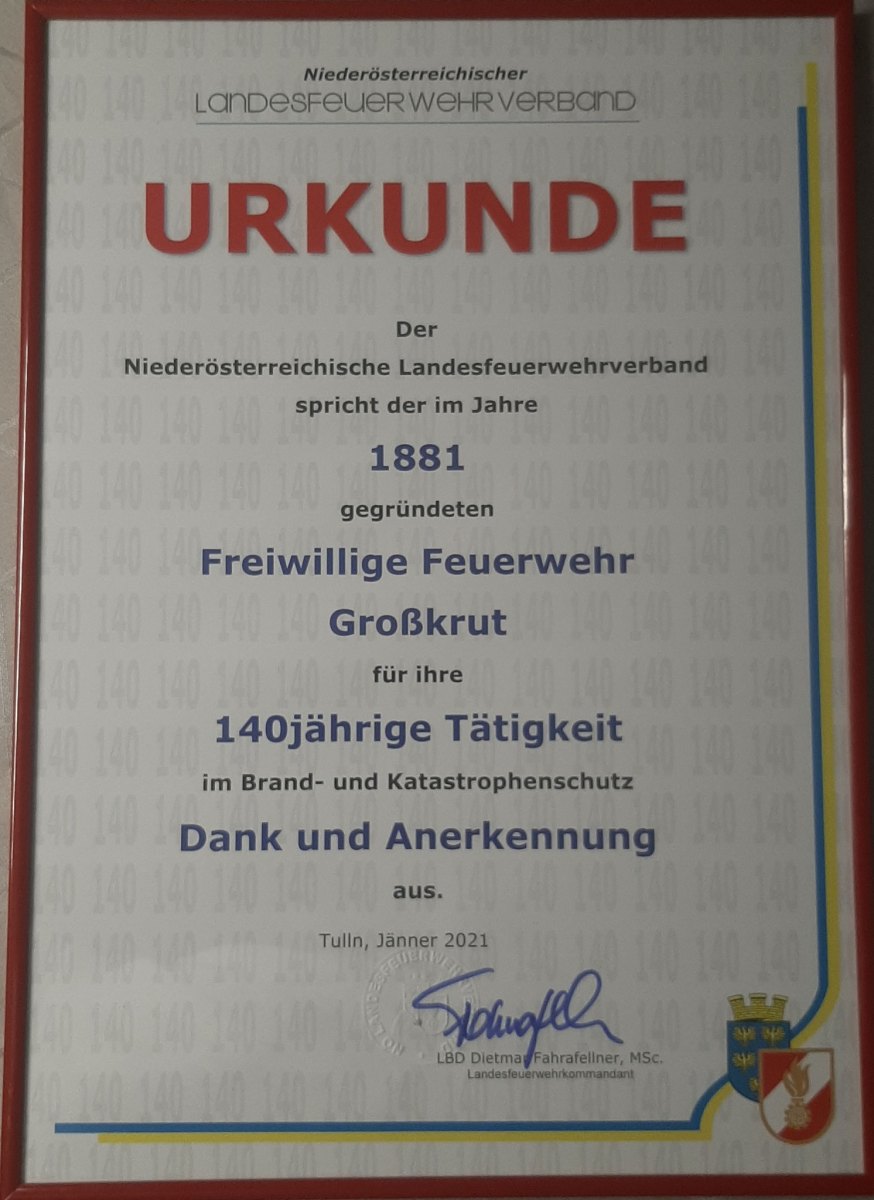 Niederösterreichischer
LANDESFEUERWEHRVERBAND
URKUNDE
Der
Niederösterreichische Landesfeuerwehrverband
spricht der im Jahre
1881
gegründeten
Freiwillige Feuerwehr
Großkrut
für ihre
140jährige Tätigkeit
im Brand- und Katastrophenschutz
Dank und Anerkennung
aus.
Tulln, Jänner 2021
LBD Dietmar Fahrafellner, MSc.
Landesfeuerwehrkommandant